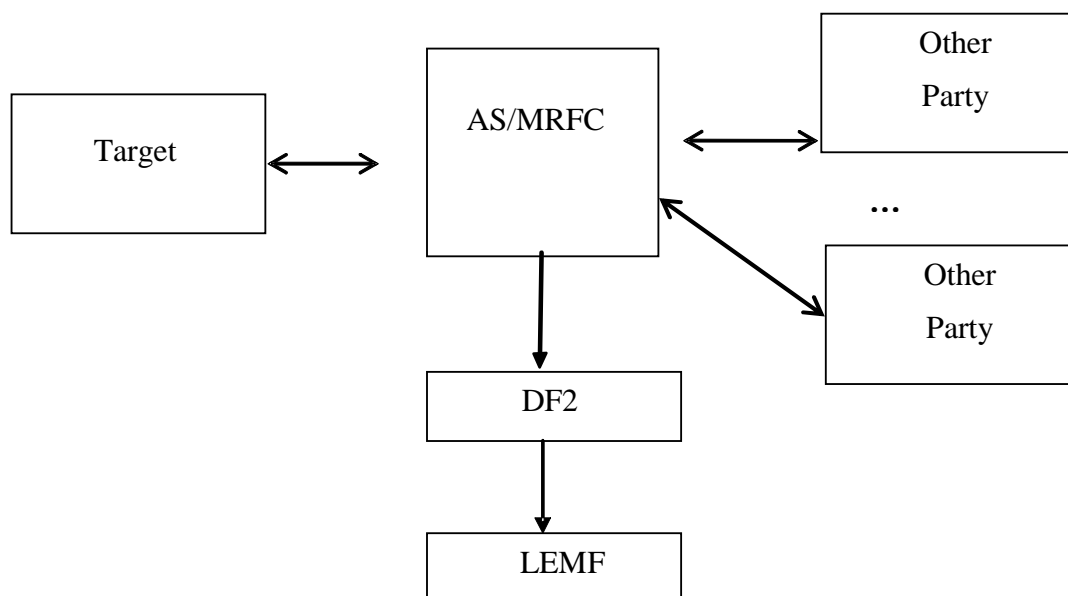 Target
AS/MRFC
Other
Party
...
Other
Party
DF2
LEMF